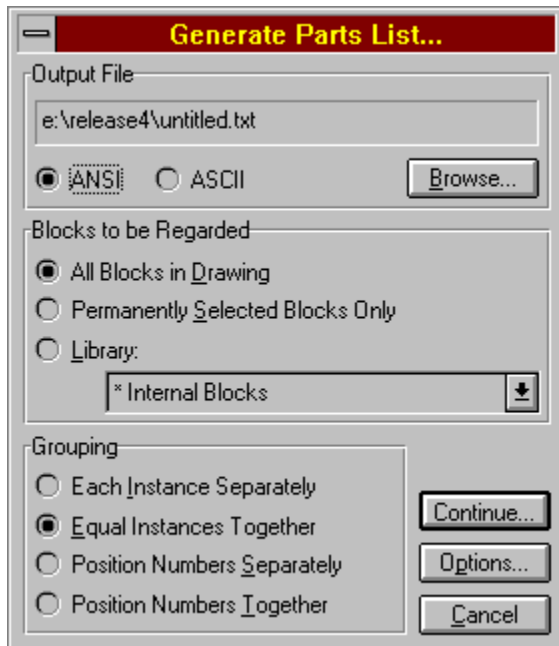 Generate Parts List...
Output File
e:\release4\untitled.txt
ANSI ASCII Browse...
Blocks to be Regarded
All Blocks in Drawing
Permanently Selected Blocks Only
Library:
* Internal Blocks
Grouping
Each Instance Separately
Equal Instances Together
Position Numbers Separately
Position Numbers Together
Continue...
Options...
Cancel